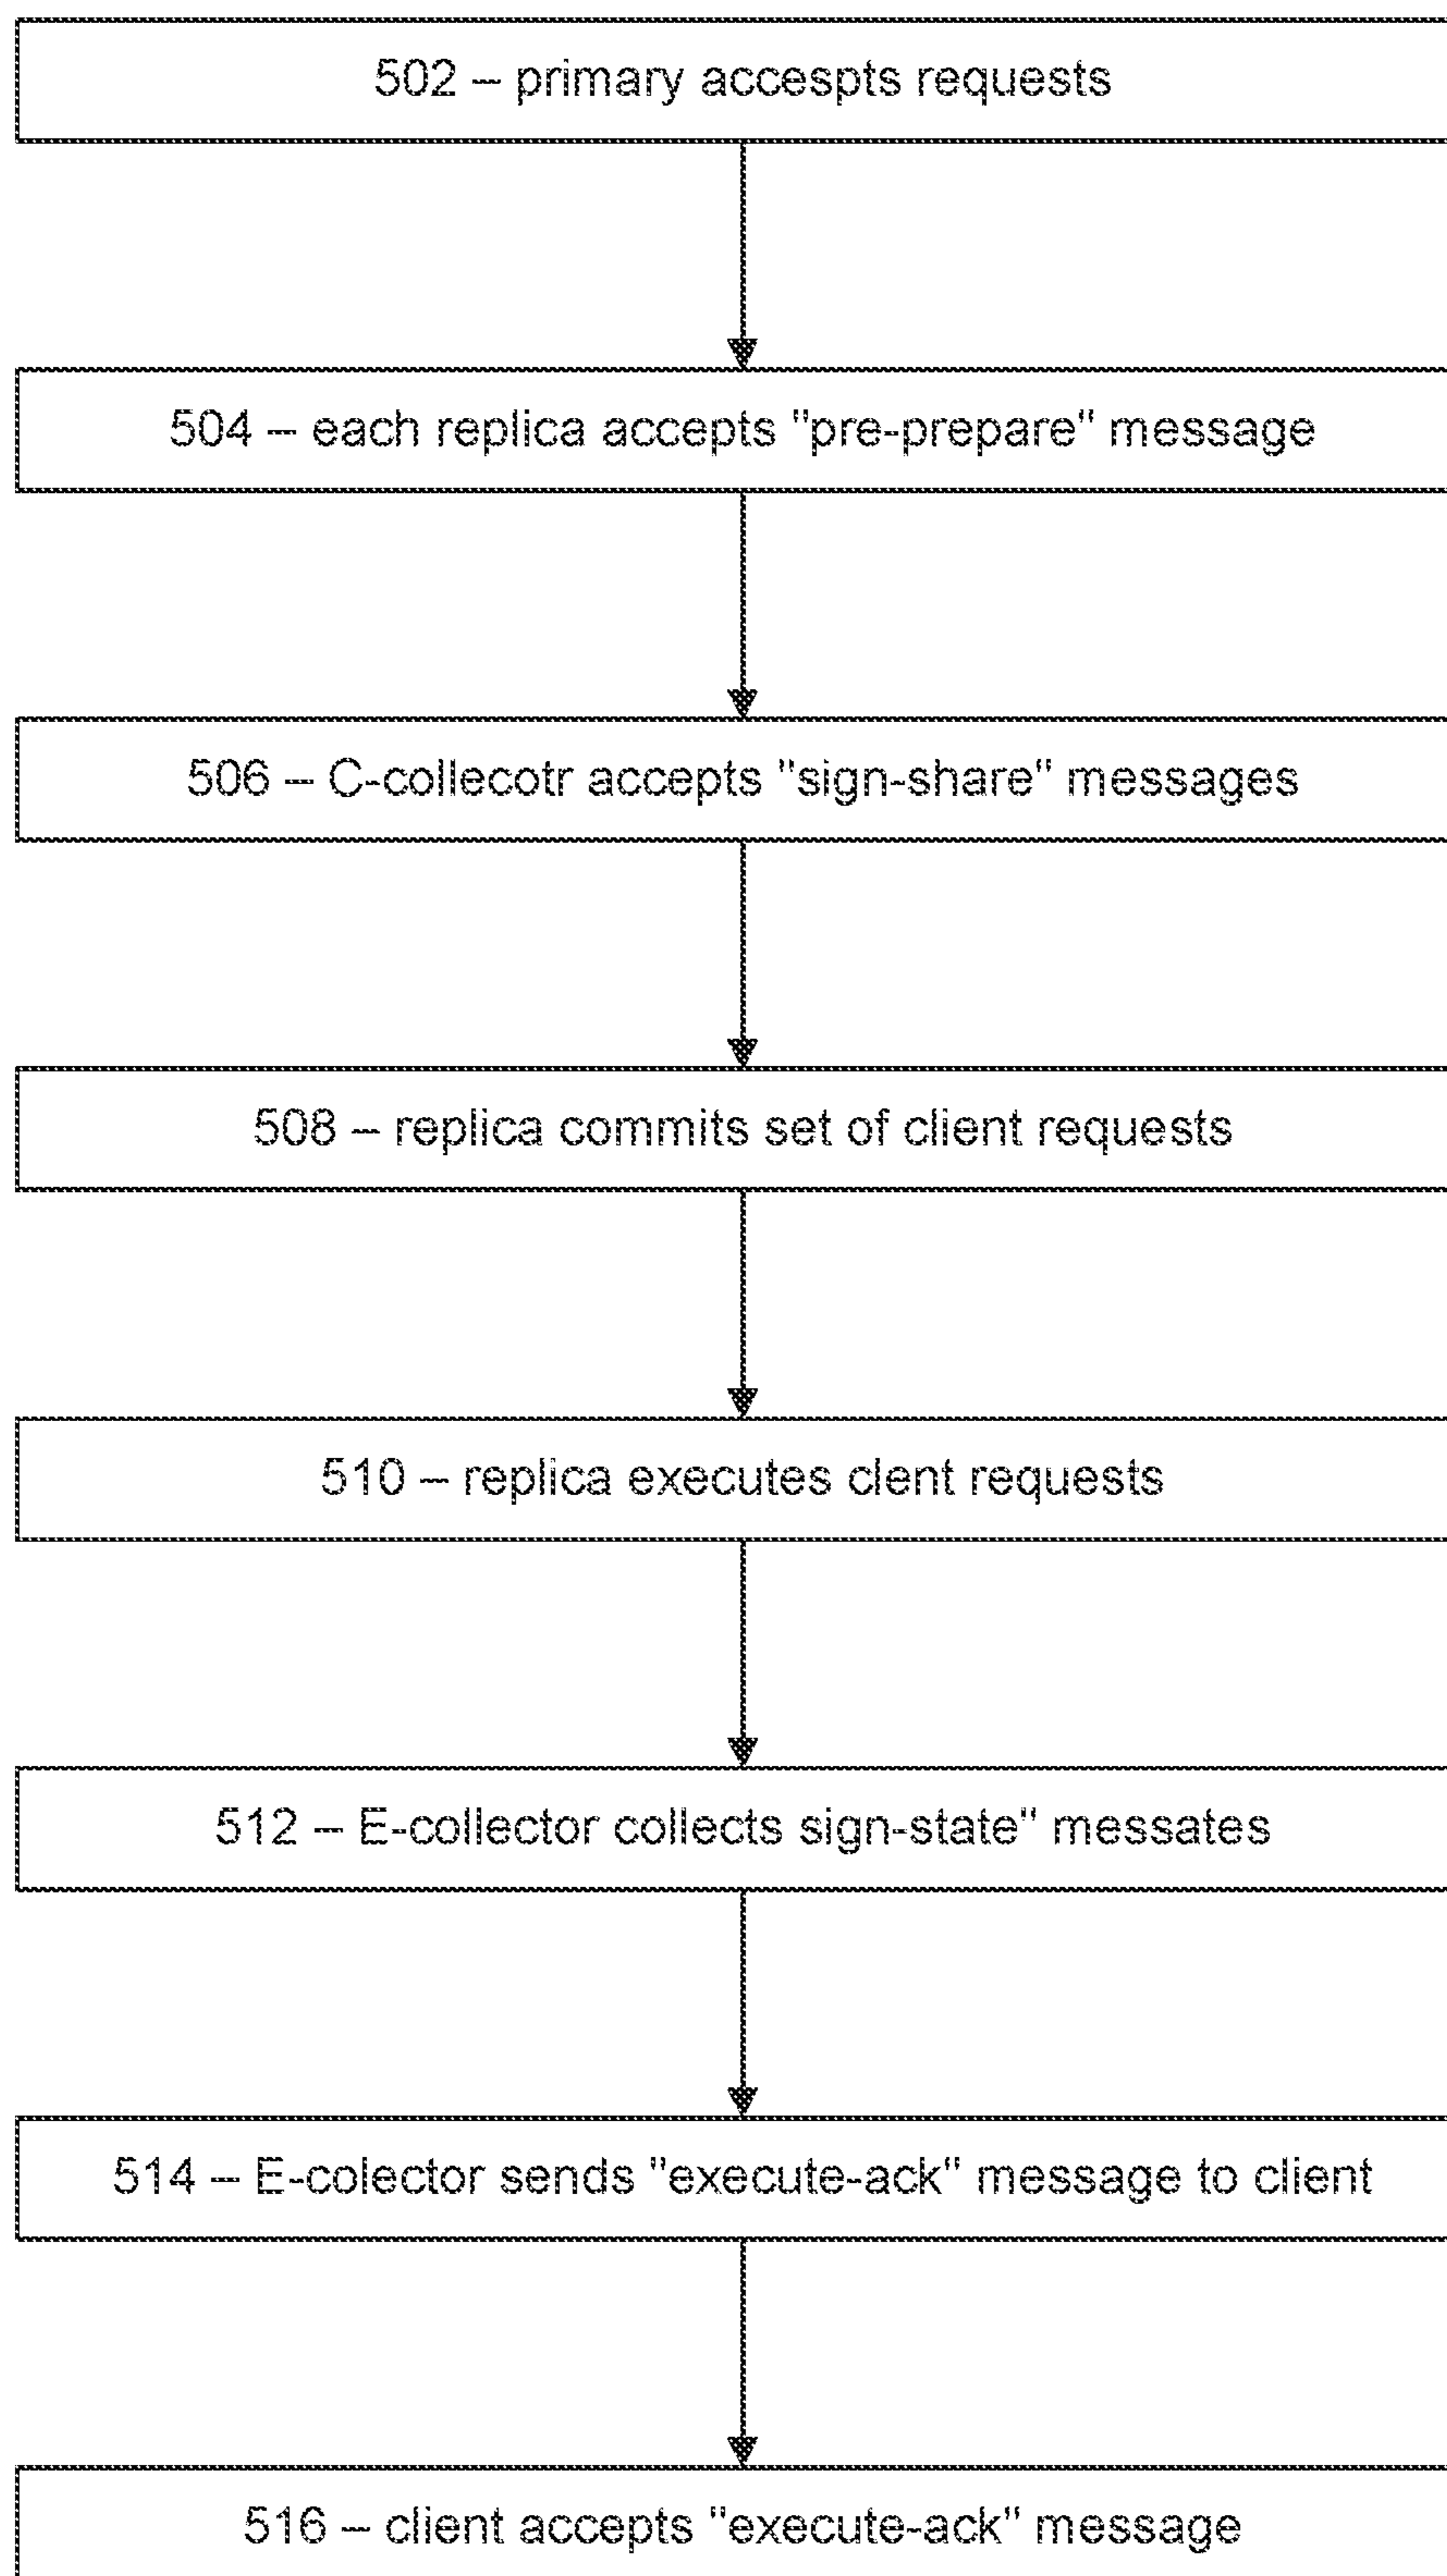 502 – primary accespts requests
504 – each replica accepts "pre-prepare" message
506 – C-collecotr accepts "sign-share" messages
508 – replica commits set of client requests
510 – replica executes clent requests
512 – E-collector collects sign-state" messates
514 – E-colector sends "execute-ack" message to client
516 – client accepts "execute-ack" message